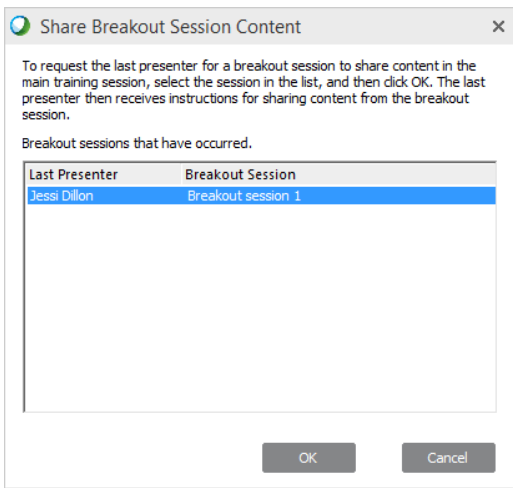 Share Breakout Session Content
To request the last presenter for a breakout session to share content in the
main training session, select the session in the list, and then click OK. The last
presenter then receives instructions for sharing content from the breakout
session.
Breakout sessions that have occurred.
Last Presenter Breakout Session
Jessi Dillon Breakout session 1
OK Cancel